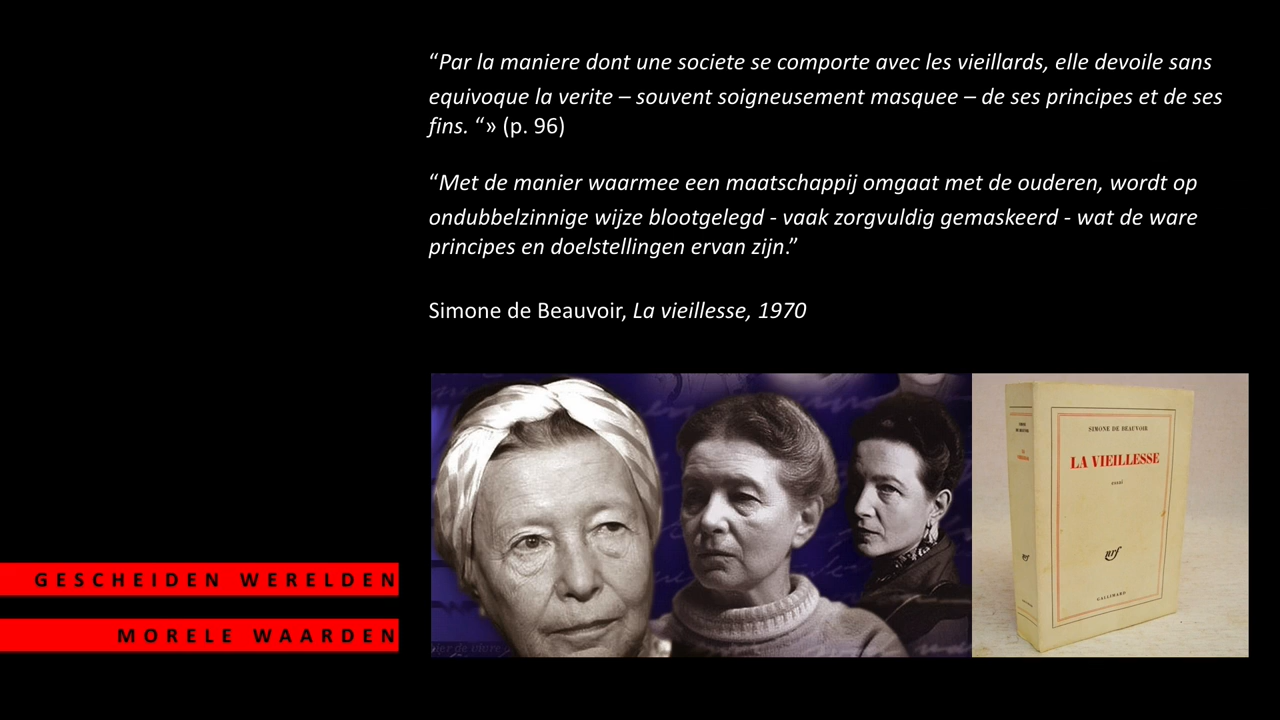 “Par la maniere dont une societe se comporte avec les vieillards, elle devoile sans
equivoque la verite – souvent soigneusement masquee – de ses principes et de ses
fins. “» (p. 96)
“Met de manier waarmee een maatschappij omgaat met de ouderen, wordt op
ondubbelzinnige wijze blootgelegd - vaak zorgvuldig gemaskeerd - wat de ware
principes en doelstellingen ervan zijn.”
Simone de Beauvoir, La vieillesse, 1970
GESCHEIDEN WERELDEN
MORELE WAARDEN
SIMONE DE BEAUVOIR
LA VIEILLESSE
essai
nrf
GALLIMARD